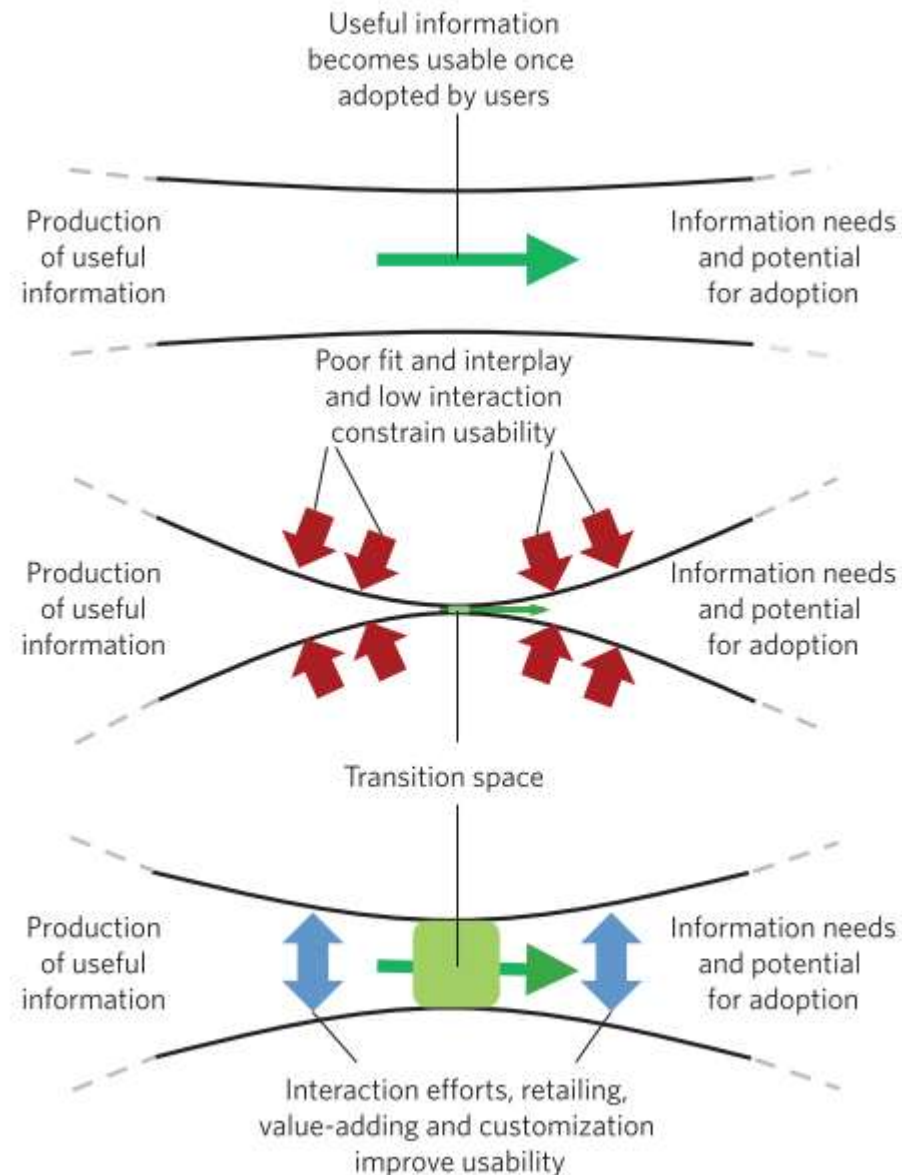 Useful information
becomes usable once
adopted by users
Production
of useful
information
Information needs
and potential
for adoption
Poor fit and interplay
and low interaction
constrain usability
Production
of useful
information
Information needs
and potential
for adoption
Transition space
Production
of useful
information
Information needs
and potential
for adoption
Interaction efforts, retailing,
value-adding and customization
improve usability